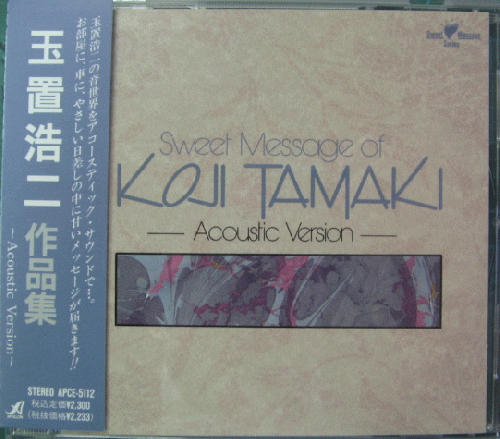 玉置浩二の音世界をアコースティック・サウンドで…。
お部屋に、車に、やさしい日差しの中に甘いメッセージが届きます!!
玉置浩二 作品集
—Acoustic Version—
STEREO APCE-5112
税込定価¥2,300
(税抜価格¥2,233)
APOLLON
Sweet Message
Series
Sweet Message of
KOJI TAMAKI
— Acoustic Version —